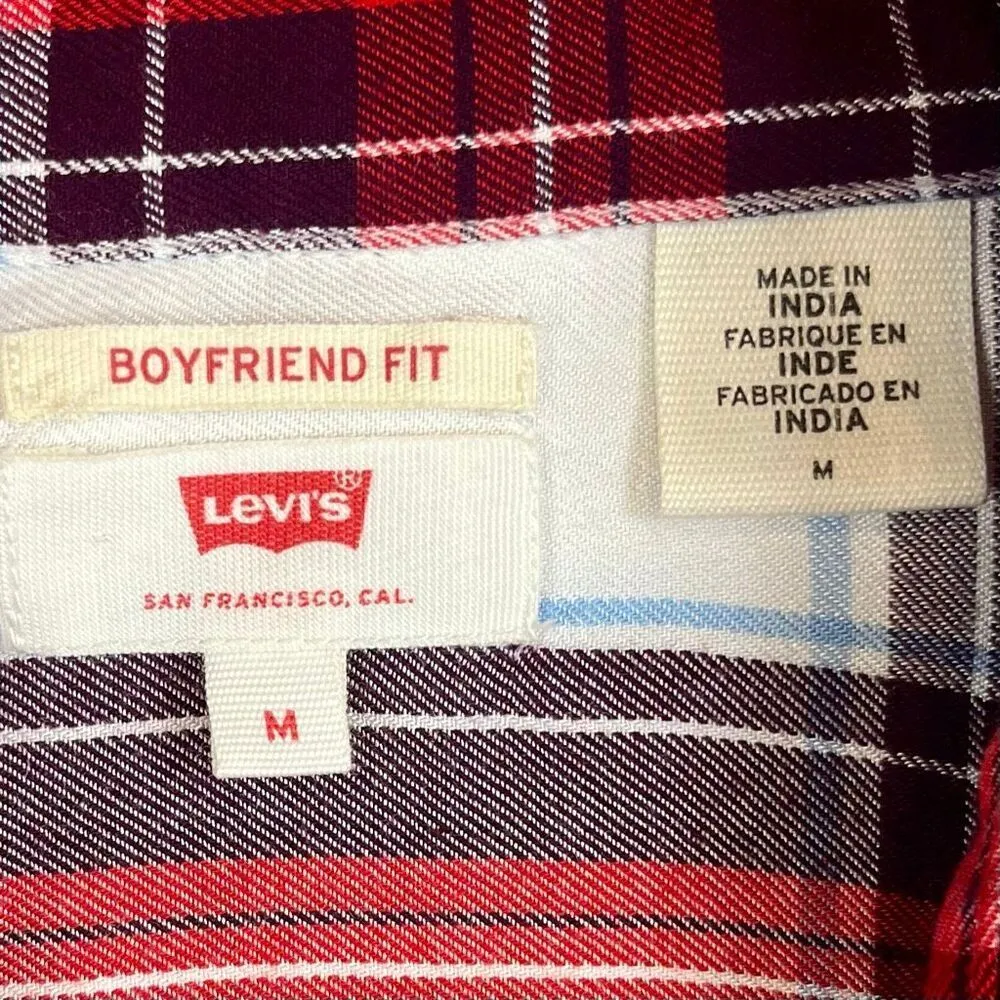 BOYFRIEND FIT
LEVI'S®
SAN FRANCISCO, CAL.
M
MADE IN
INDIA
FABRIQUE EN
INDE
FABRICADO EN
INDIA
M